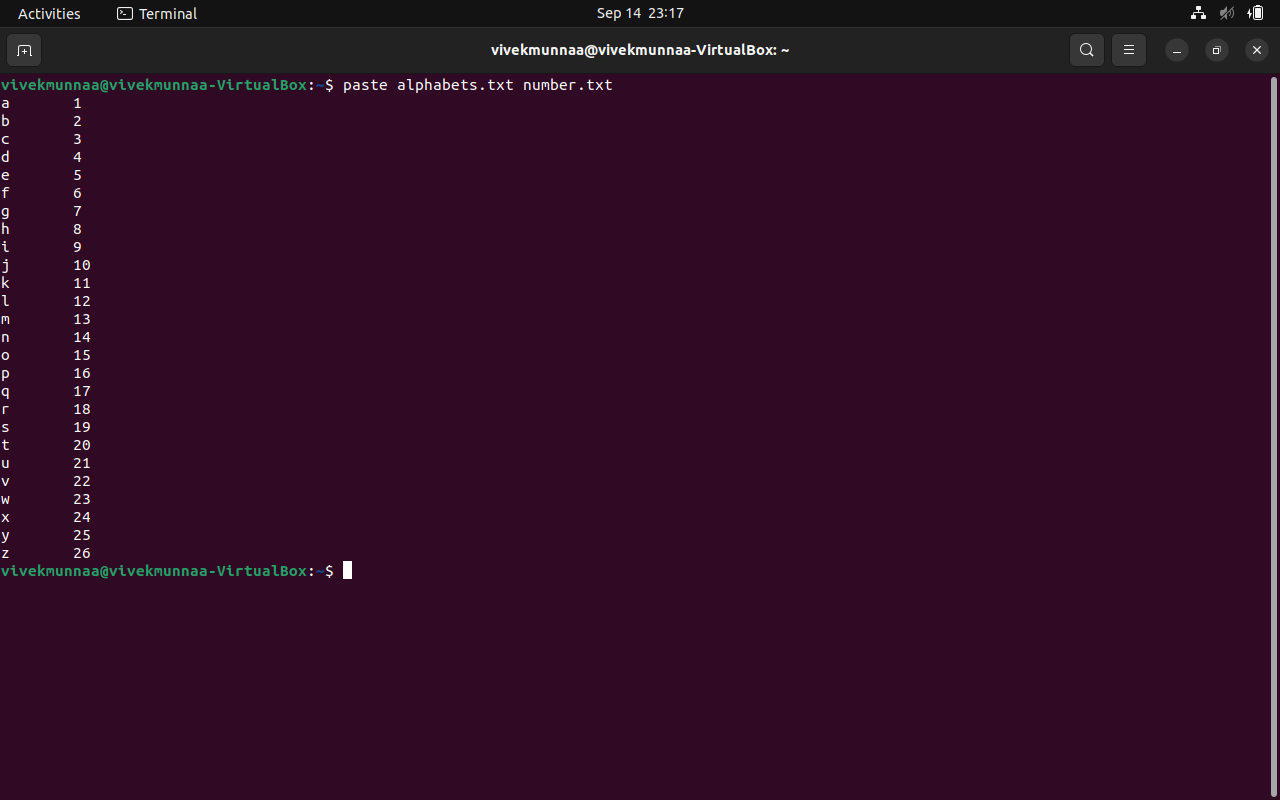 Activities Terminal Sep 14 23:17
vivekmunnaa@vivekmunnaa-VirtualBox: ~
vivekmunnaa@vivekmunnaa-VirtualBox:~$ paste alphabets.txt number.txt
a 1
b 2
c 3
d 4
e 5
f 6
g 7
h 8
i 9
j 10
k 11
l 12
m 13
n 14
o 15
p 16
q 17
r 18
s 19
t 20
u 21
v 22
w 23
x 24
y 25
z 26
vivekmunnaa@vivekmunnaa-VirtualBox:~$